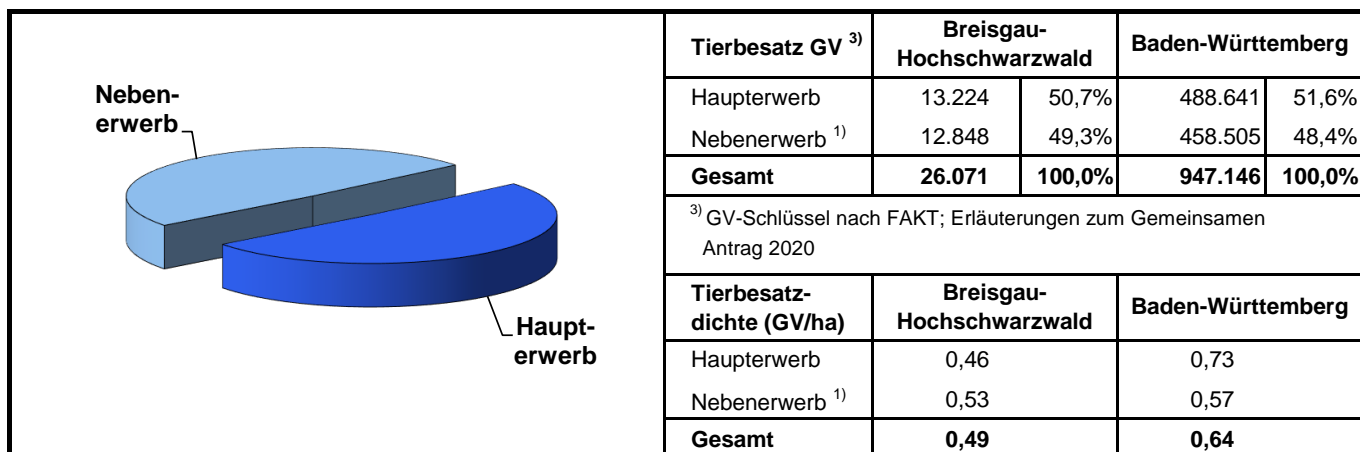 Neben-
erwerb
Haupt-
erwerb
Tierbesatz GV 3) Breisgau-Hochschwarzwald Baden-Württemberg
Haupterwerb 13.224 50,7% 488.641 51,6%
Nebenerwerb 1) 12.848 49,3% 458.505 48,4%
Gesamt 26.071 100,0% 947.146 100,0%
3) GV-Schlüssel nach FAKT; Erläuterungen zum Gemeinsamen
Antrag 2020
Tierbesatz-dichte (GV/ha) Breisgau-Hochschwarzwald Baden-Württemberg
Haupterwerb 0,46 0,73
Nebenerwerb 1) 0,53 0,57
Gesamt 0,49 0,64